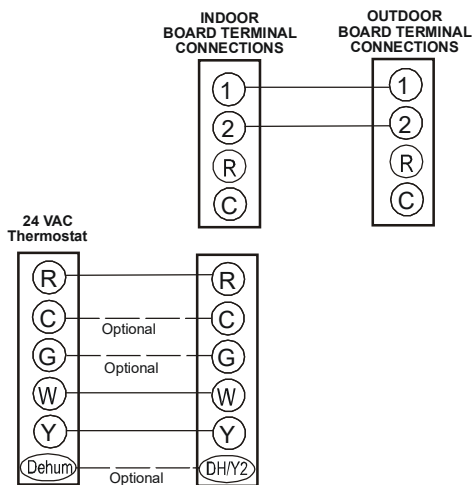 INDOOR
BOARD TERMINAL
CONNECTIONS
OUTDOOR
BOARD TERMINAL
CONNECTIONS
1 1
2 2
R R
C C
24 VAC
Thermostat
R R
C Optional C
G Optional G
W W
Y Y
Dehum Optional DH/Y2